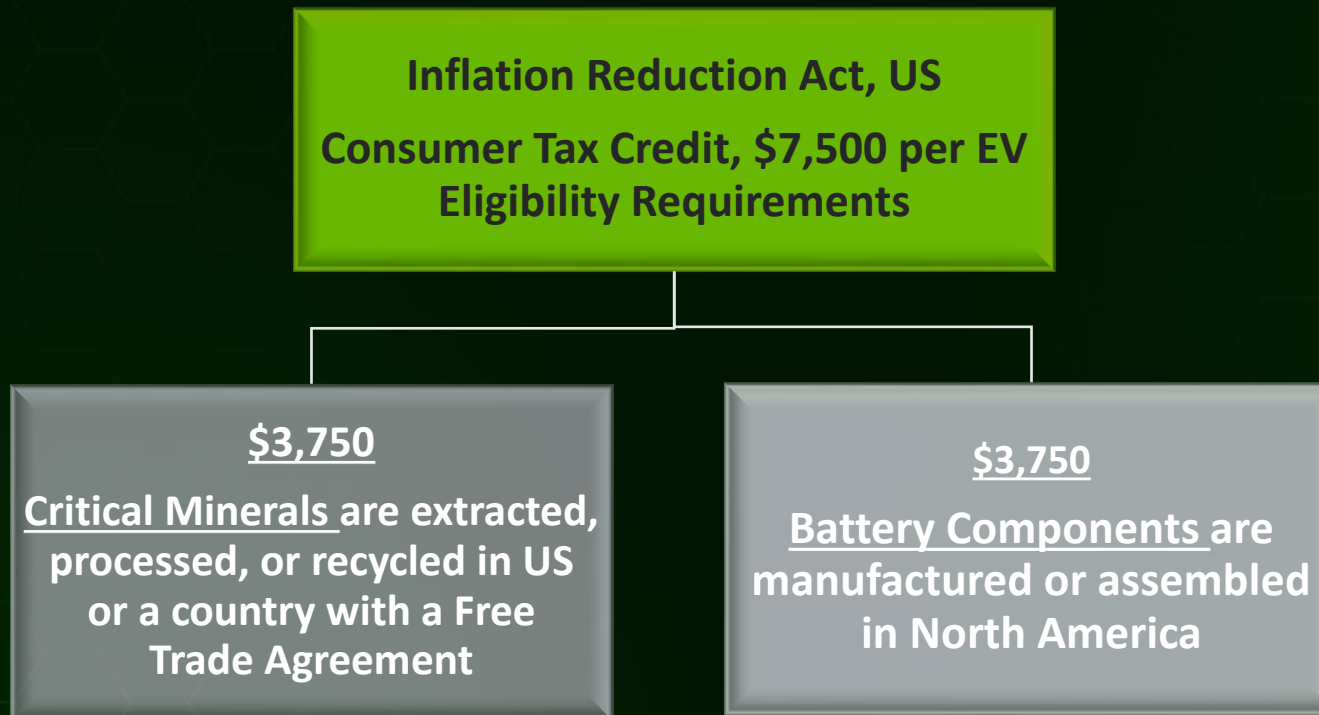 Inflation Reduction Act, US
Consumer Tax Credit, $7,500 per EV
Eligibility Requirements
$3,750
Critical Minerals are extracted,
processed, or recycled in US
or a country with a Free
Trade Agreement
$3,750
Battery Components are
manufactured or assembled
in North America